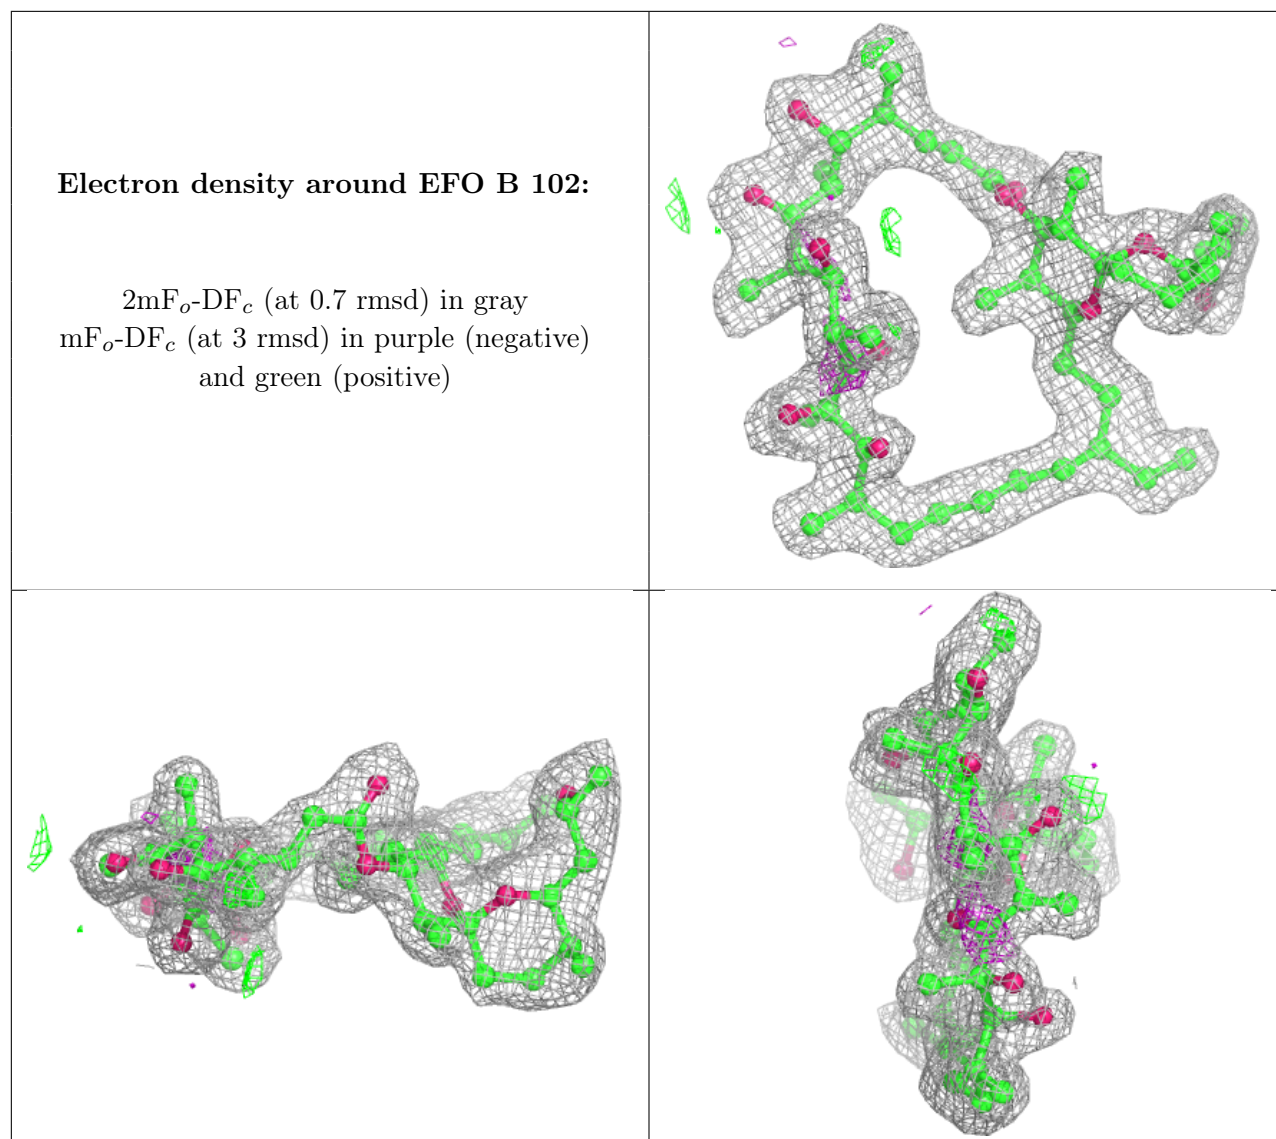 Electron density around EFO B 102:
2mFo-DFc (at 0.7 rmsd) in gray
mFo-DFc (at 3 rmsd) in purple (negative)
and green (positive)